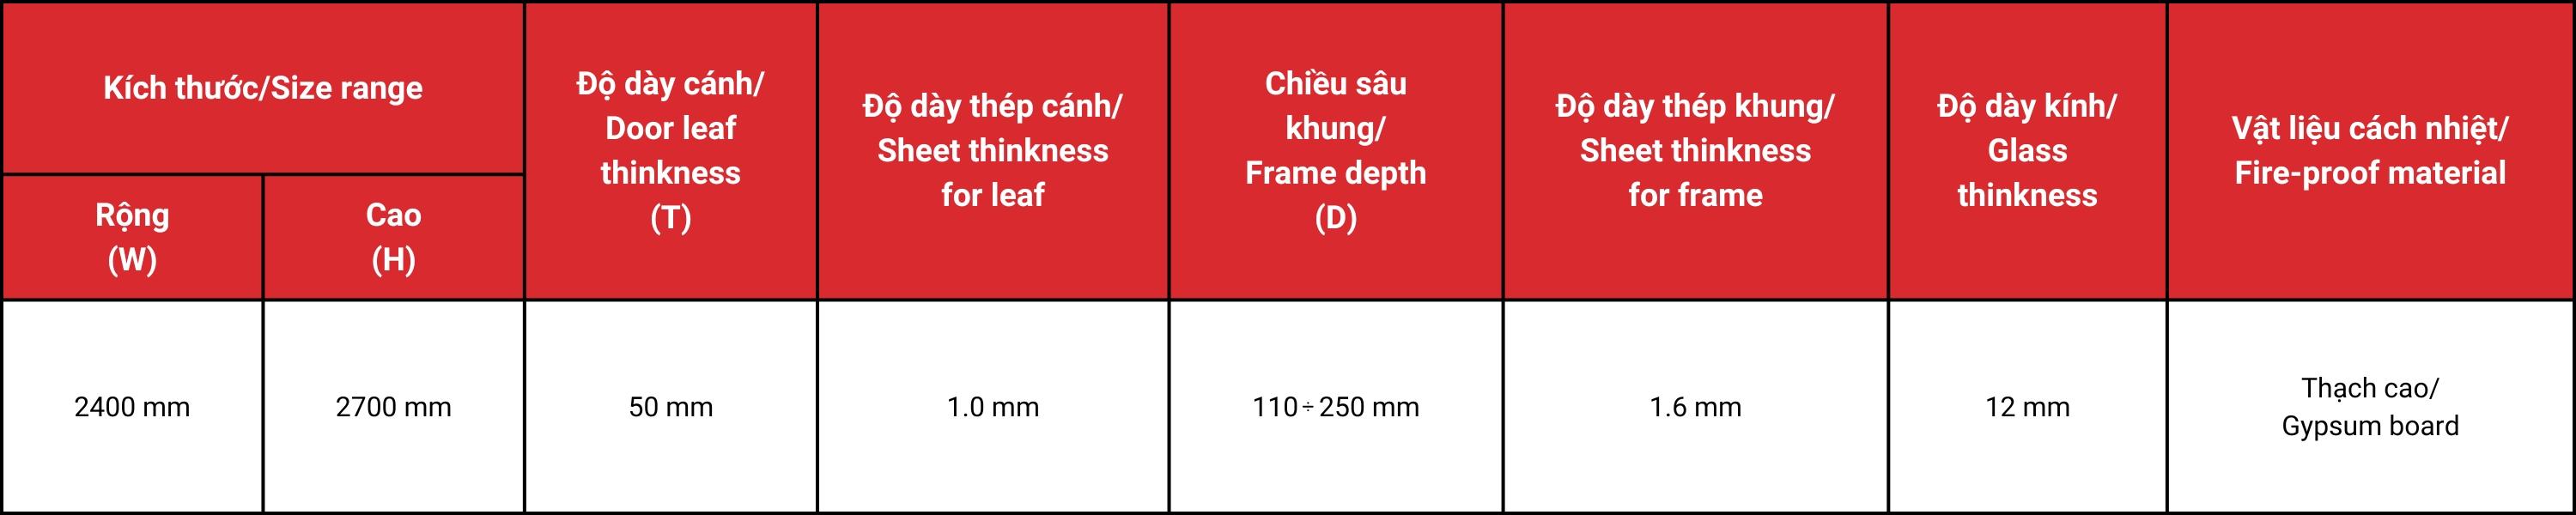 Kích thước/Size range
Rộng
(W)
Cao
(H)
Độ dày cánh/
Door leaf
thinkness
(T)
Độ dày thép cánh/
Sheet thinkness
for leaf
Chiều sâu
khung/
Frame depth
(D)
Độ dày thép khung/
Sheet thinkness
for frame
Độ dày kính/
Glass
thinkness
Vật liệu cách nhiệt/
Fire-proof material
2400 mm
2700 mm
50 mm
1.0 mm
110÷250 mm
1.6 mm
12 mm
Thạch cao/
Gypsum board